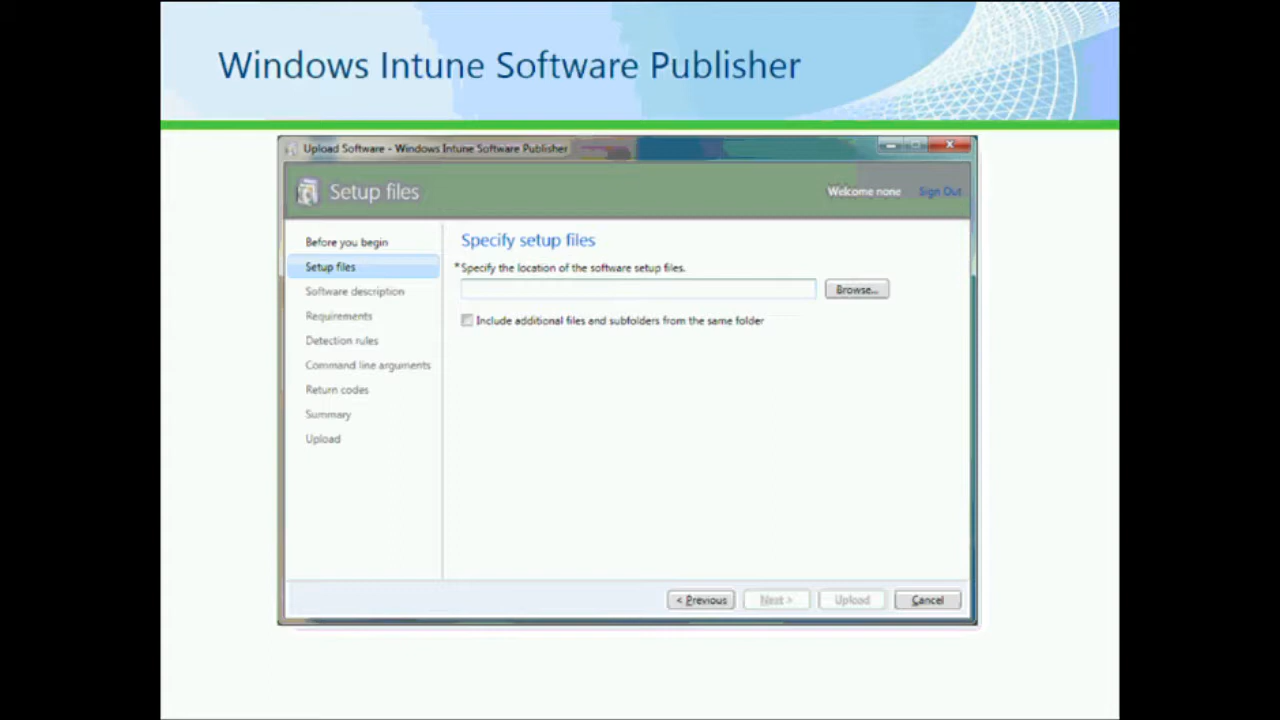 Windows Intune Software Publisher
Upload Software - Windows Intune Software Publisher
Setup files
Welcome none
Sign Out
Before you begin
Setup files
Software description
Requirements
Detection rules
Command line arguments
Return codes
Summary
Upload
Specify setup files
*Specify the location of the software setup files.
Browse...
Include additional files and subfolders from the same folder
< Previous
Next >
Upload
Cancel